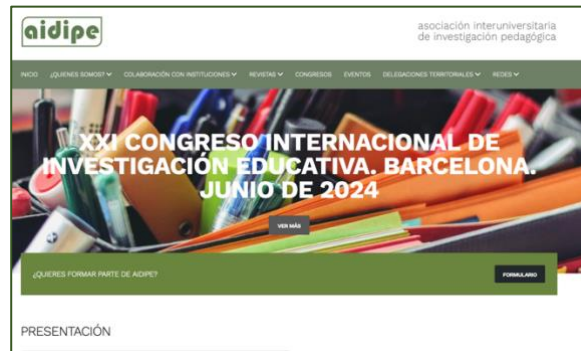 aidipe
asociación interuniversitaria
de investigación pedagógica
INICIO ¿QUIENES SOMOS? COLABORACIÓN CON INSTITUCIONES REVISTAS CONGRESOS EVENTOS DELEGACIONES TERRITORIALES REDES
XXI CONGRESO INTERNACIONAL DE
INVESTIGACIÓN EDUCATIVA. BARCELONA.
JUNIO DE 2024
VER MÁS
¿QUIERES FORMAR PARTE DE AIDIPE?
FORMULARIO
PRESENTACIÓN